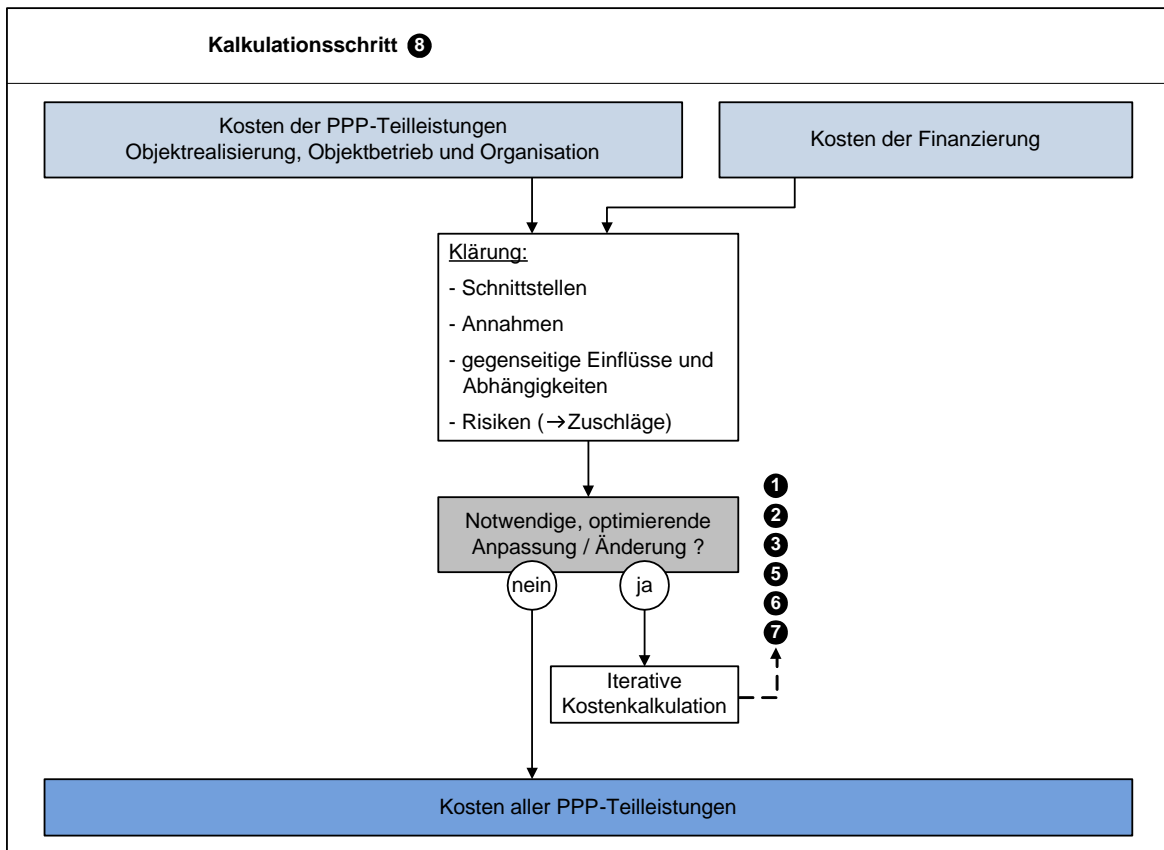 Kalkulationsschritt 8
Kosten der PPP-Teilleistungen
Objektrealisierung, Objektbetrieb und Organisation
Kosten der Finanzierung
Klärung:
- Schnittstellen
- Annahmen
- gegenseitige Einflüsse und
Abhängigkeiten
- Risiken (→Zuschläge)
Notwendige, optimierende
Anpassung / Änderung ?
nein
ja
1
2
3
5
6
7
Iterative
Kostenkalkulation
Kosten aller PPP-Teilleistungen